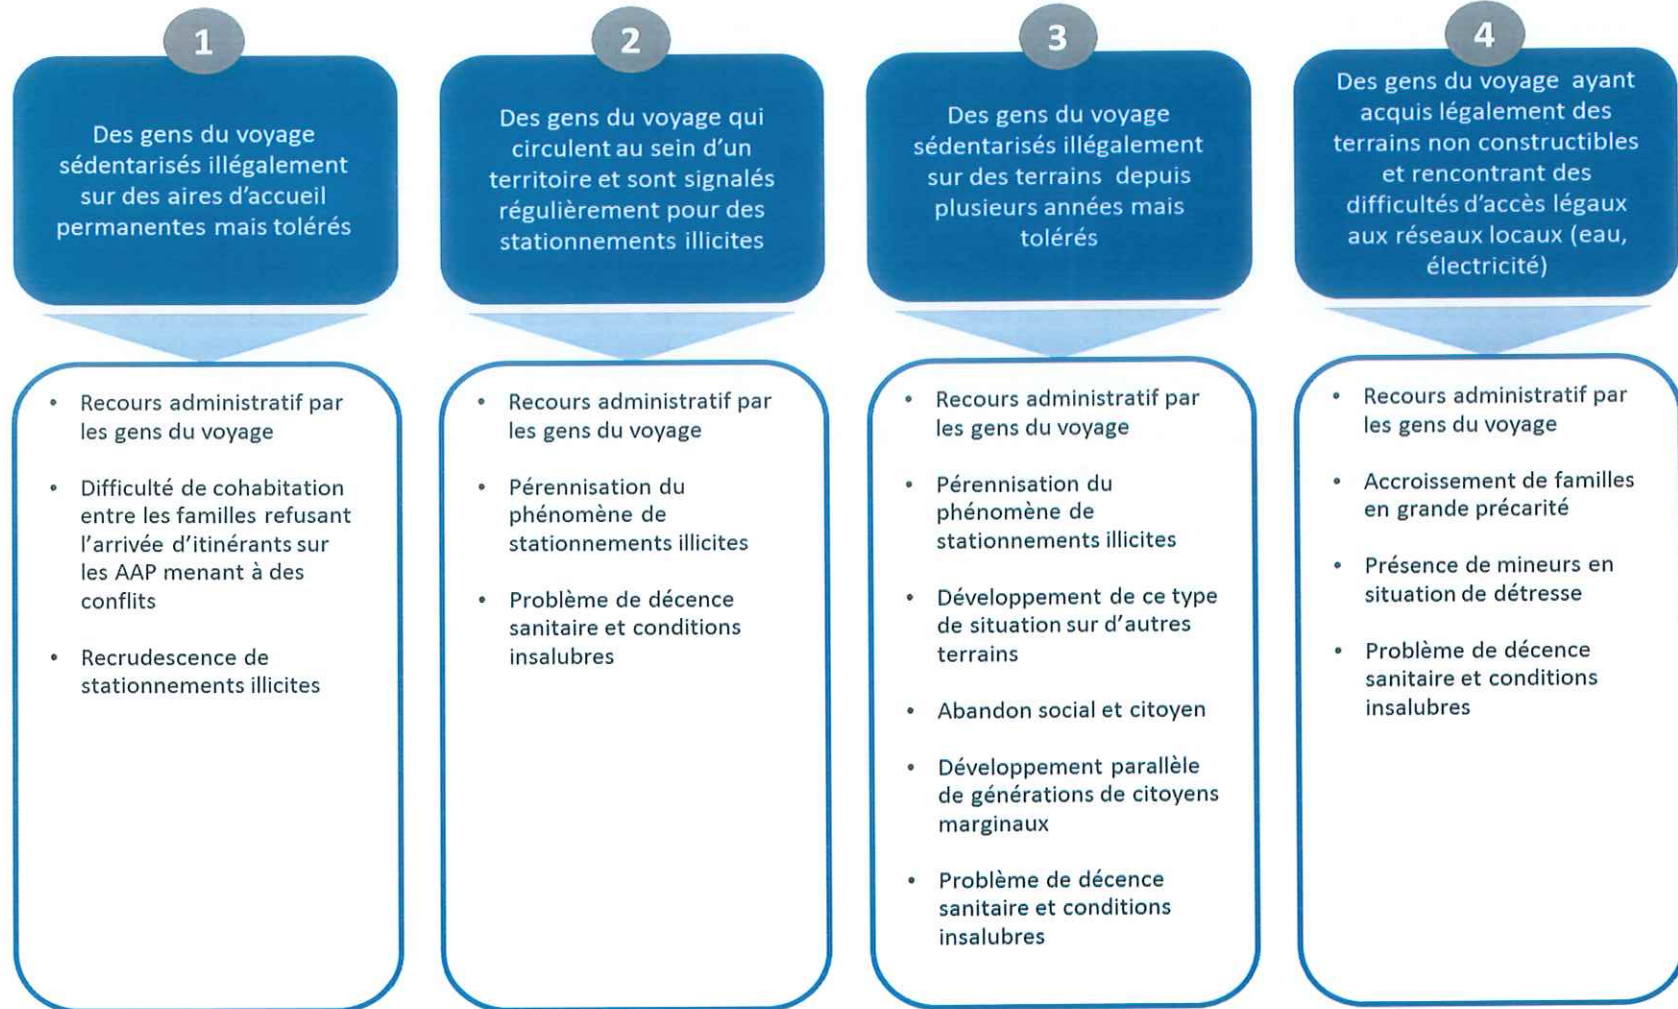 1
Des gens du voyage
sédentarisés illégalement
sur des aires d'accueil
permanentes mais tolérés
• Recours administratif par
les gens du voyage
• Difficulté de cohabitation
entre les familles refusant
l'arrivée d'itinérants sur
les AAP menant à des
conflits
• Recrudescence de
stationnements illicites
2
Des gens du voyage qui
circulent au sein d'un
territoire et sont signalés
régulièrement pour des
stationnements illicites
• Recours administratif par
les gens du voyage
• Pérennisation du
phénomène de
stationnements illicites
• Problème de décence
sanitaire et conditions
insalubres
3
Des gens du voyage
sédentarisés illégalement
sur des terrains depuis
plusieurs années mais
tolérés
• Recours administratif par
les gens du voyage
• Pérennisation du
phénomène de
stationnements illicites
• Développement de ce type
de situation sur d'autres
terrains
• Abandon social et citoyen
• Développement parallèle
de générations de citoyens
marginaux
• Problème de décence
sanitaire et conditions
insalubres
4
Des gens du voyage ayant
acquis légalement des
terrains non constructibles
et rencontrant des
difficultés d'accès légaux
aux réseaux locaux (eau,
électricité)
• Recours administratif par
les gens du voyage
• Accroissement de familles
en grande précarité
• Présence de mineurs en
situation de détresse
• Problème de décence
sanitaire et conditions
insalubres